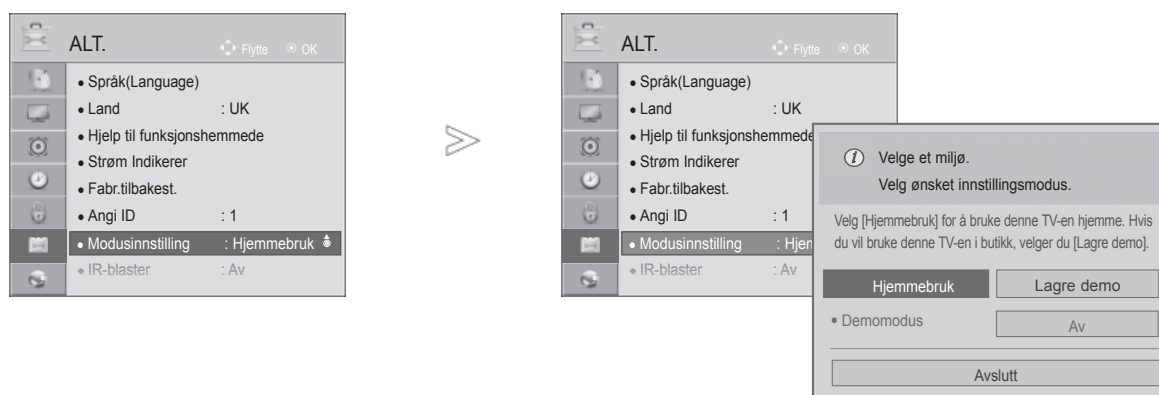 ALT.
Flytte OK
• Språk(Language)
• Land : UK
• Hjelp til funksjonshemmede
• Strøm Indikerer
• Fabr.tilbakest.
• Angi ID : 1
• Modusinnstilling : Hjemmebruk
• IR-blaster : Av
ALT.
Flytte OK
• Språk(Language)
• Land : UK
• Hjelp til funksjonshemmede
• Strøm Indikerer
• Fabr.tilbakest.
• Angi ID : 1
• Modusinnstilling : Hjem
• IR-blaster : Av
i Velge et miljø.
Velg ønsket innstillingsmodus.
Velg [Hjemmebruk] for å bruke denne TV-en hjemme. Hvis
du vil bruke denne TV-en i butikk, velger du [Lagre demo].
Hjemmebruk Lagre demo
• Demomodus Av
Avslutt